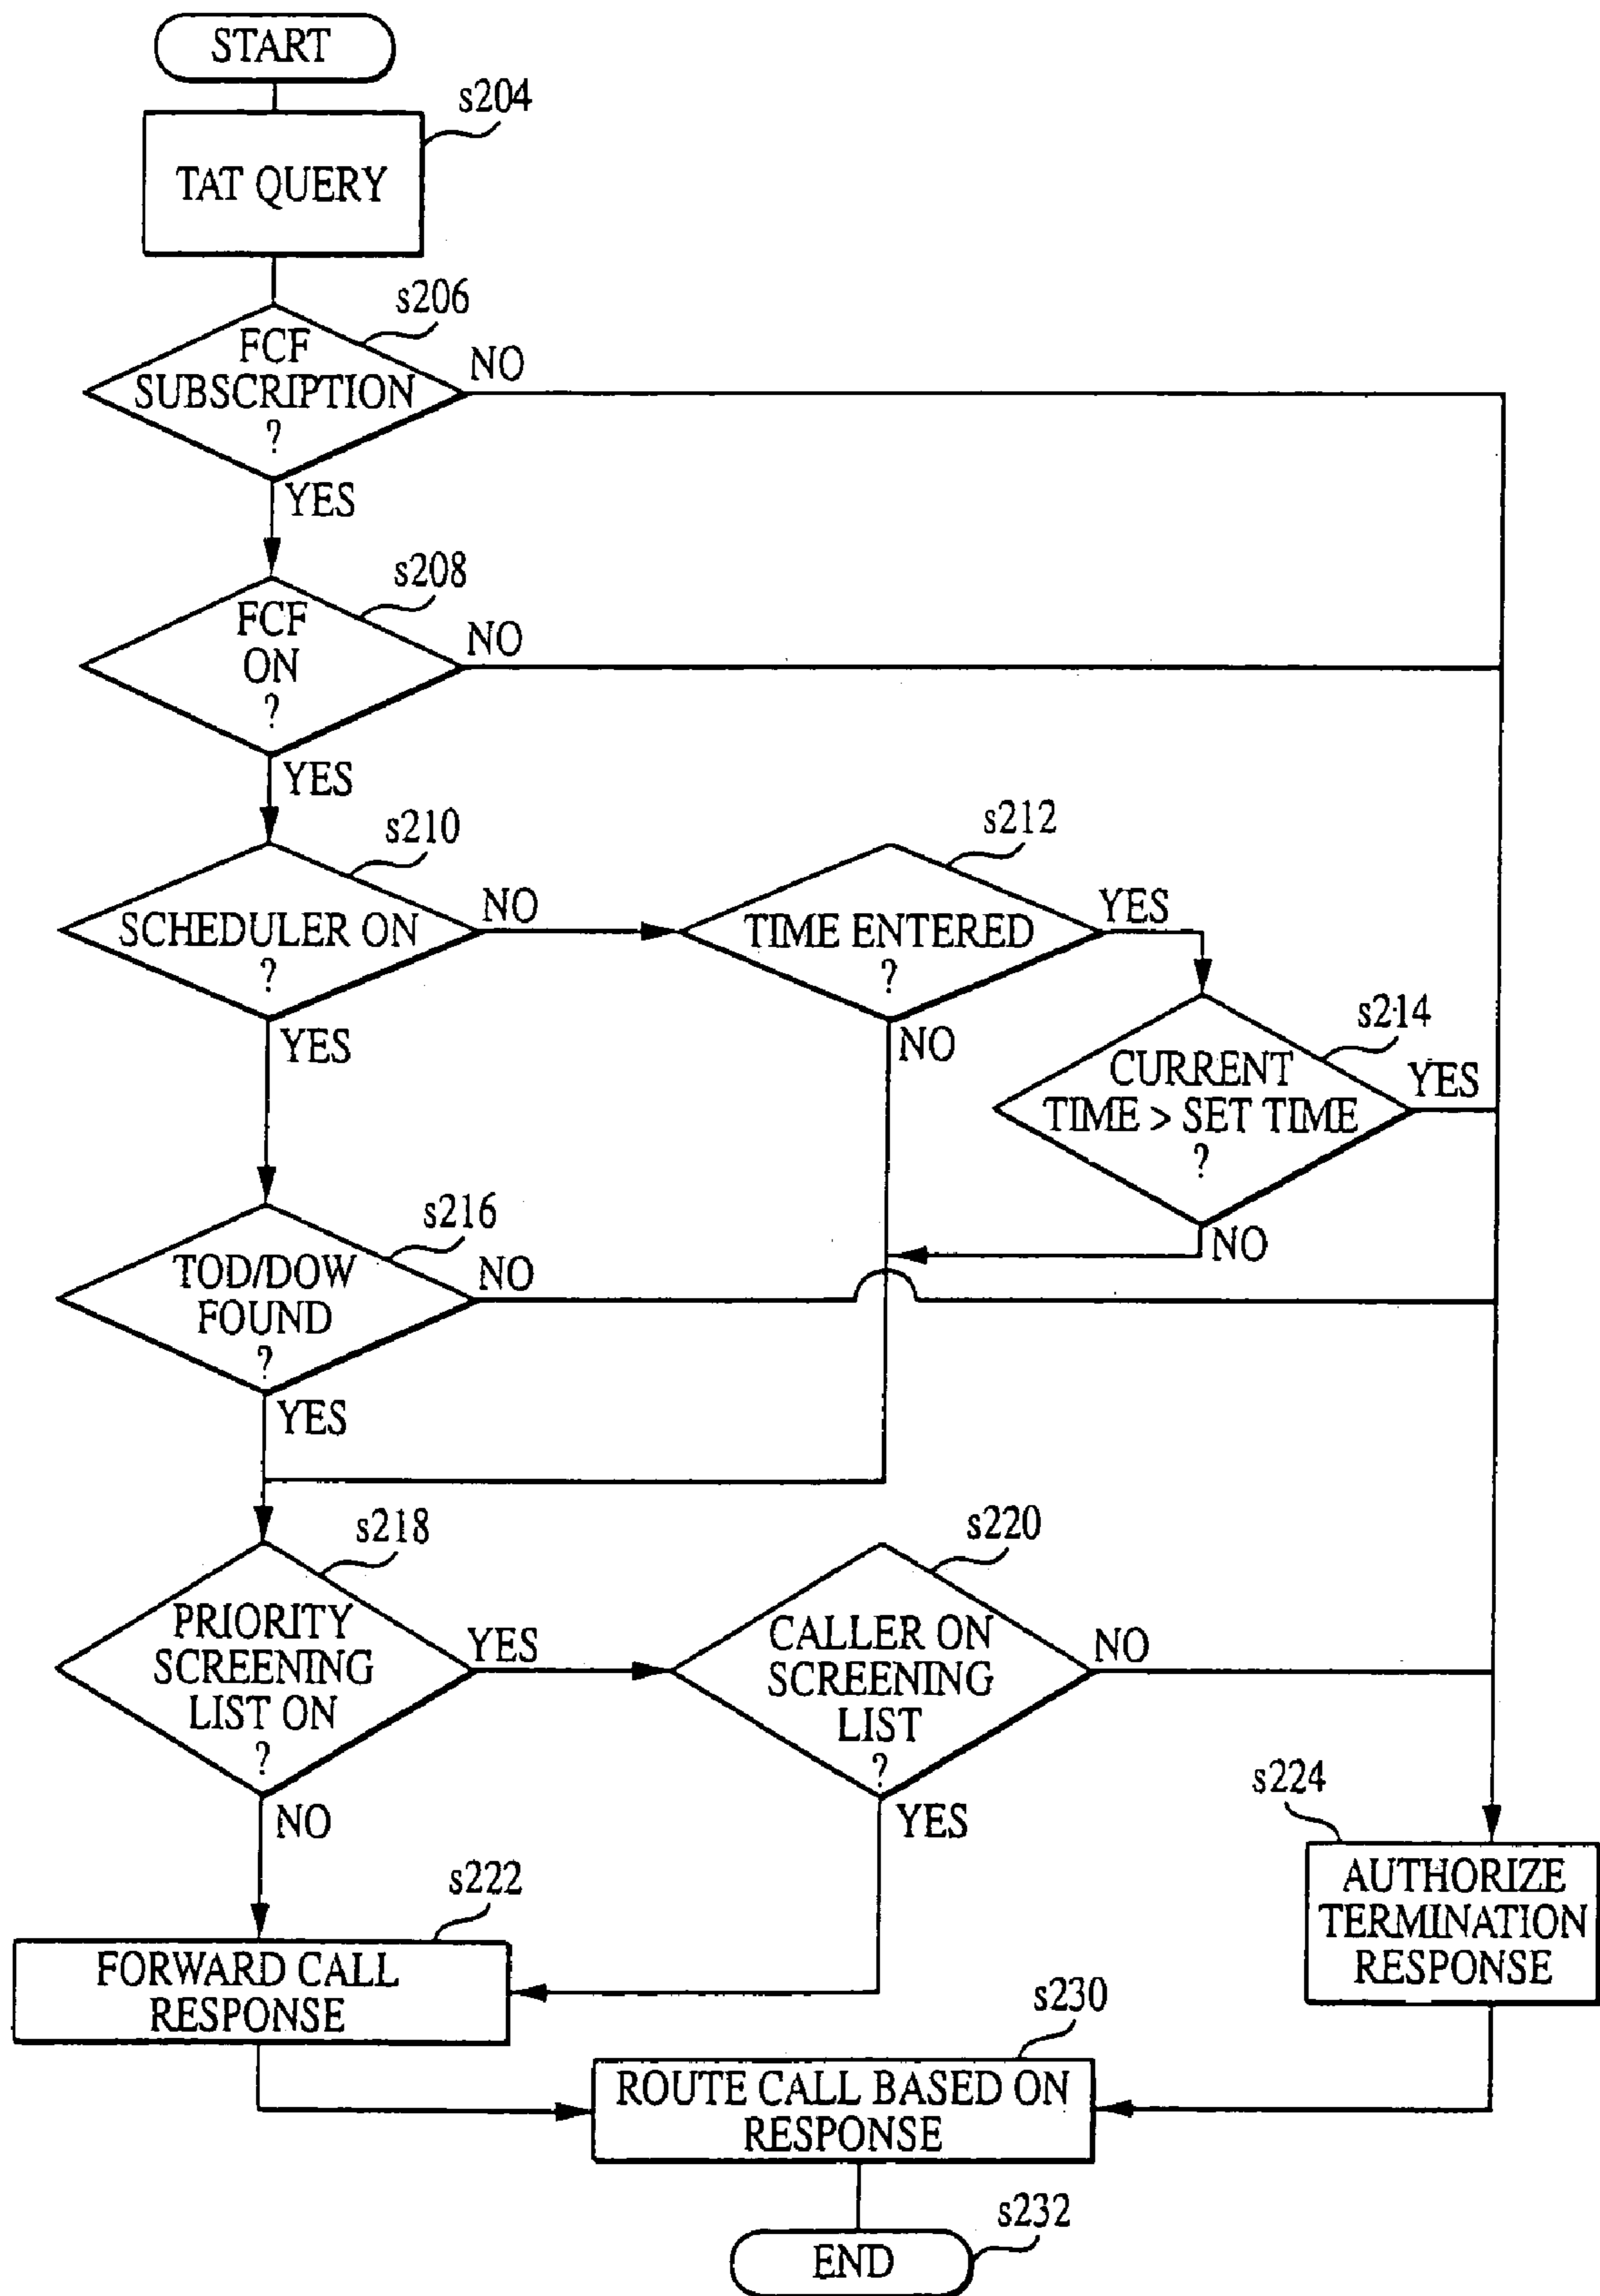 START
s204
TAT QUERY
s206
FCF
SUBSCRIPTION
?
NO
YES
s208
FCF
ON
?
NO
YES
s210
SCHEDULER ON
?
NO
YES
s212
TIME ENTERED
?
YES
NO
s214
CURRENT
TIME > SET TIME
?
YES
NO
s216
TOD/DOW
FOUND
?
NO
YES
s218
PRIORITY
SCREENING
LIST ON
?
YES
NO
s220
CALLER ON
SCREENING
LIST
?
NO
YES
s222
FORWARD CALL
RESPONSE
s224
AUTHORIZE
TERMINATION
RESPONSE
s230
ROUTE CALL BASED ON
RESPONSE
s232
END